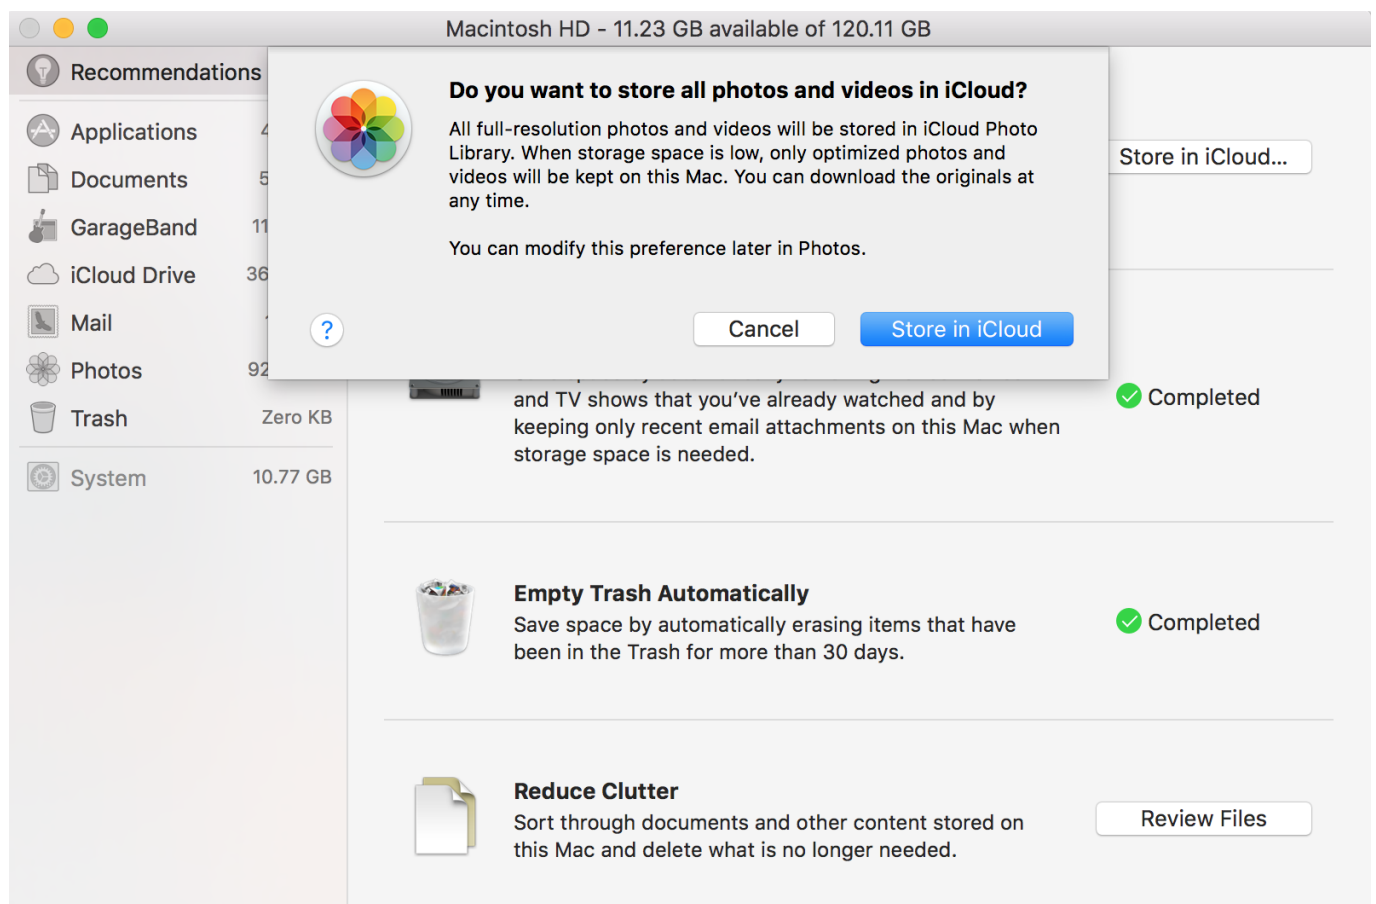 Macintosh HD - 11.23 GB available of 120.11 GB
Recommendations
Applications
Documents
GarageBand
iCloud Drive
Mail
Photos
Trash Zero KB
System 10.77 GB
Do you want to store all photos and videos in iCloud?
All full-resolution photos and videos will be stored in iCloud Photo
Library. When storage space is low, only optimized photos and
videos will be kept on this Mac. You can download the originals at
any time.
You can modify this preference later in Photos.
?
Cancel
Store in iCloud
Store in iCloud...
and TV shows that you’ve already watched and by
keeping only recent email attachments on this Mac when
storage space is needed.
Completed
Empty Trash Automatically
Save space by automatically erasing items that have
been in the Trash for more than 30 days.
Completed
Reduce Clutter
Sort through documents and other content stored on
this Mac and delete what is no longer needed.
Review Files